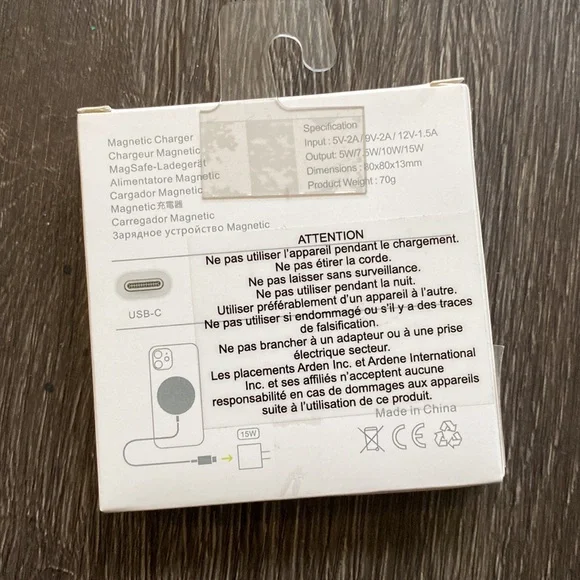 Magnetic Charger
Chargeur Magnetic
MagSafe-Ladegerät
Alimentatore Magnetic
Cargador Magnetic
Magnetic充電器
Carregador Magnetic
Зарядное устройство Magnetic
Specification
Input : 5V-2A / 9V-2A / 12V-1.5A
Output: 5W/7.5W/10W/15W
Dimensions : 80x80x13mm
Product Weight : 70g
USB-C
ATTENTION
Ne pas utiliser l'appareil pendant le chargement.
Ne pas étirer la corde.
Ne pas laisser sans surveillance.
Ne pas utiliser pendant la nuit.
Utiliser préférablement d'un appareil à l'autre.
Ne pas utiliser si endommagé ou s'il y a des traces
de falsification.
Ne pas brancher à un adaptateur ou à une prise
électrique secteur.
Les placements Arden Inc. et Ardene International
Inc. et ses affiliés n'acceptent aucune
responsabilité en cas de dommages aux appareils
suite à l'utilisation de ce produit.
Made in China
15W
CE